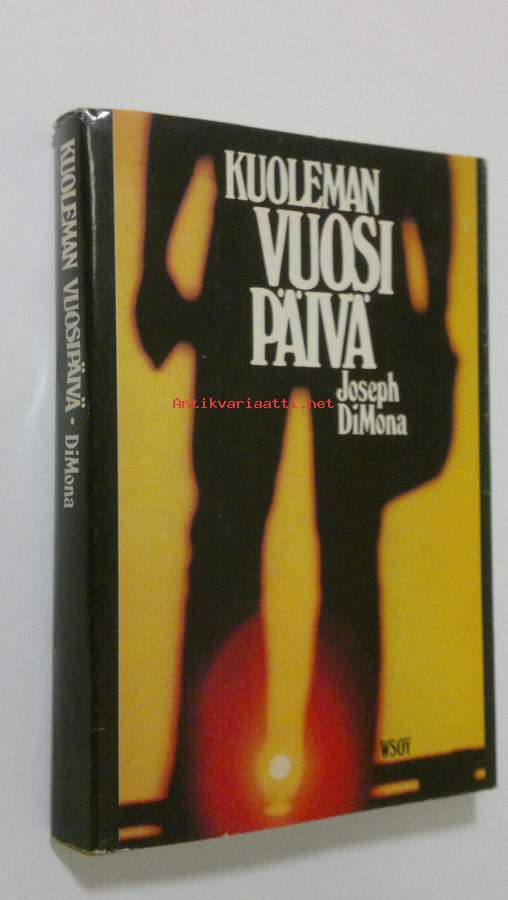 KUOLEMAN VUOSIPÄIVÄ • DiMona
KUOLEMAN
VUOSI
PÄIVÄ
Joseph
DiMona
Antikvariaatti.net
WSOY